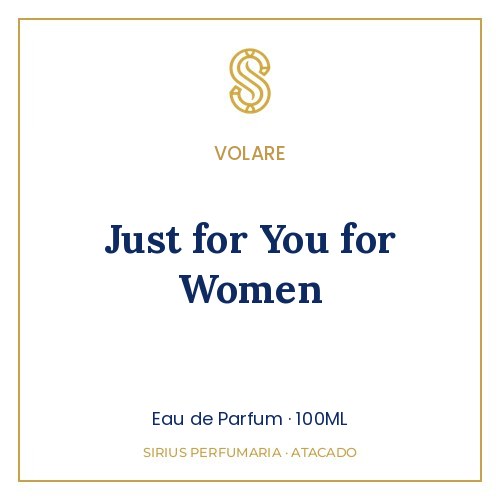 VOLARE
Just for You for
Women
Eau de Parfum · 100ML
SIRIUS PERFUMARIA · ATACADO